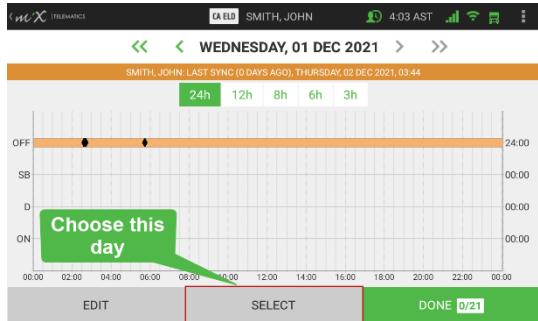 m'X TELEMATICS CA ELD SMITH, JOHN 4:03 AST
<< < WEDNESDAY, 01 DEC 2021 > >>
SMITH, JOHN: LAST SYNC (0 DAYS AGO), THURSDAY, 02 DEC 2021, 03:44
24h 12h 8h 6h 3h
OFF 24:00
SB 00:00
D 00:00
ON 00:00
Choose this
day
00:00 02:00 04:00 06:00 08:00 10:00 12:00 14:00 16:00 18:00 20:00 22:00 00:00
EDIT SELECT DONE 0/21